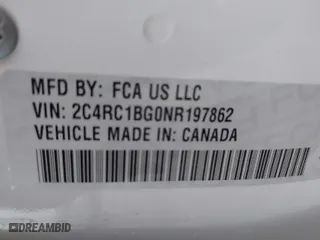 MFD BY: FCA US LLC
VIN: 2C4RC1BG0NR197862
VEHICLE MADE IN: CANADA
DREAMBID